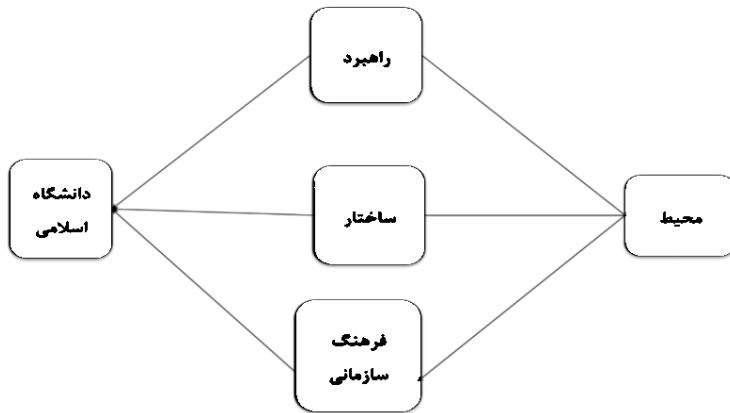 راهبرد
دانشگاه
اسلامی
ساختار
محیط
فرهنگ
سازمانی